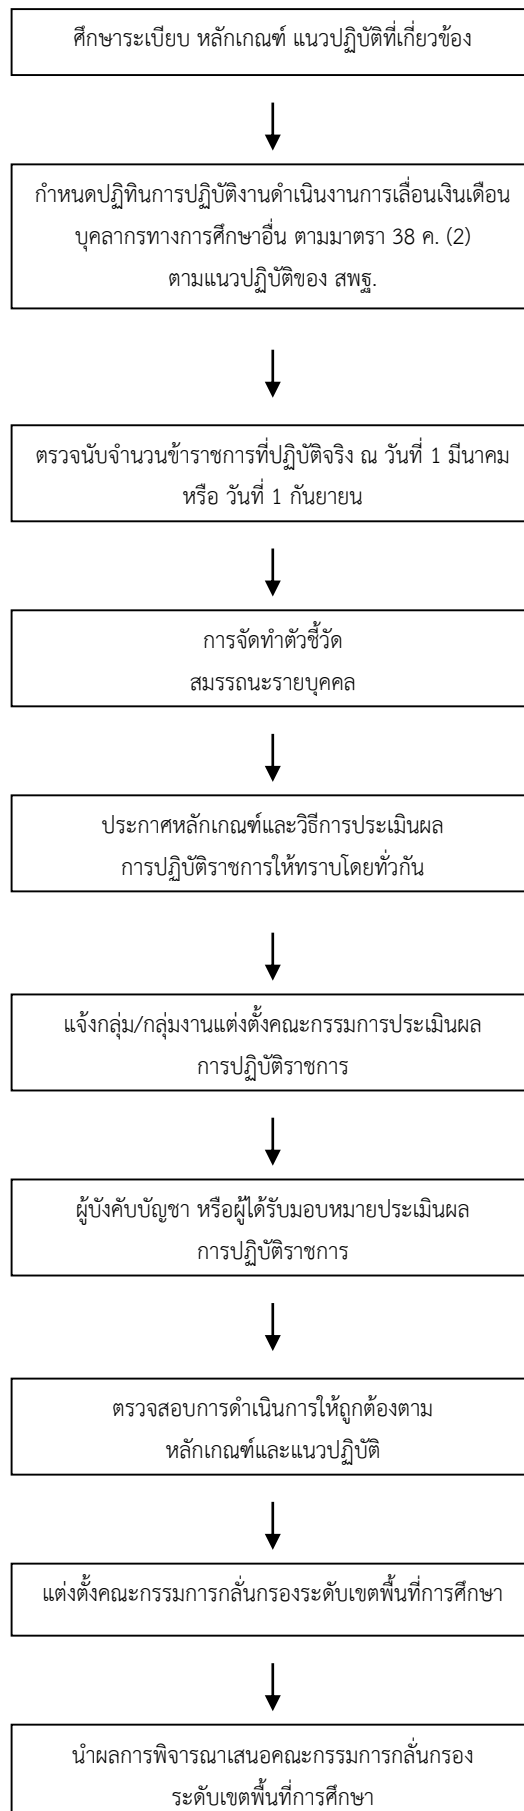 ศึกษาระเบียบ หลักเกณฑ์ แนวปฏิบัติที่เกี่ยวข้อง
กำหนดปฏิทินการปฏิบัติงานดำเนินงานการเลื่อนเงินเดือน
บุคลากรทางการศึกษาอื่น ตามมาตรา 38 ค. (2)
ตามแนวปฏิบัติของ สพฐ.
ตรวจนับจำนวนข้าราชการที่ปฏิบัติจริง ณ วันที่ 1 มีนาคม
หรือ วันที่ 1 กันยายน
การจัดทำตัวชี้วัด
สมรรถนะรายบุคคล
ประกาศหลักเกณฑ์และวิธีการประเมินผล
การปฏิบัติราชการให้ทราบโดยทั่วกัน
แจ้งกลุ่ม/กลุ่มงานแต่งตั้งคณะกรรมการประเมินผล
การปฏิบัติราชการ
ผู้บังคับบัญชา หรือผู้ได้รับมอบหมายประเมินผล
การปฏิบัติราชการ
ตรวจสอบการดำเนินการให้ถูกต้องตาม
หลักเกณฑ์และแนวปฏิบัติ
แต่งตั้งคณะกรรมการกลั่นกรองระดับเขตพื้นที่การศึกษา
นำผลการพิจารณาเสนอคณะกรรมการกลั่นกรอง
ระดับเขตพื้นที่การศึกษา